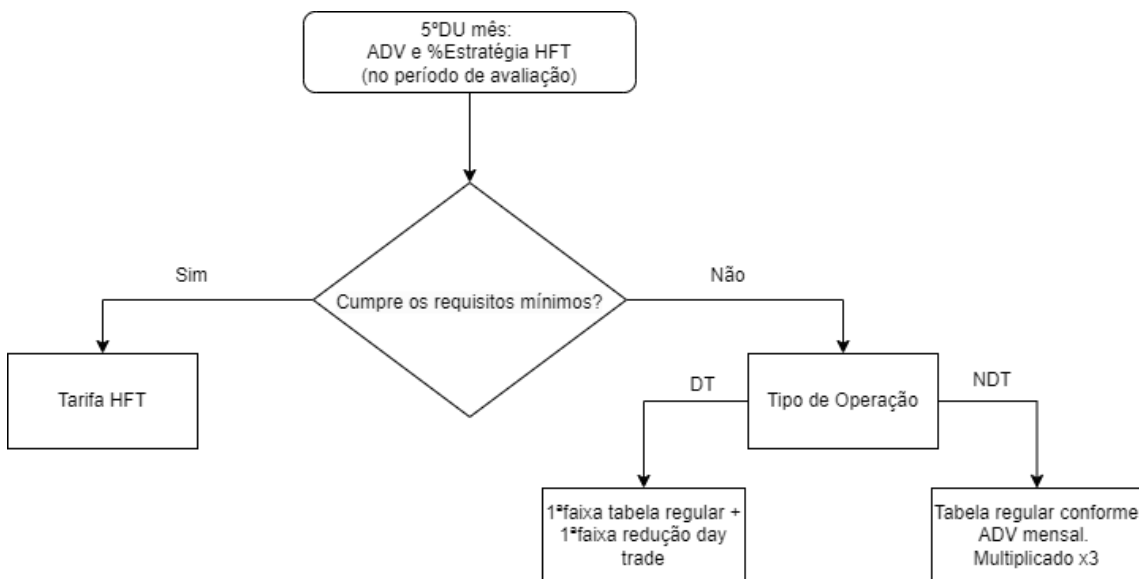 5ºDU mês:
ADV e %Estratégia HFT
(no período de avaliação)
Sim
Não
Cumpre os requisitos mínimos?
Tarifa HFT
DT
Tipo de Operação
NDT
1ªfaixa tabela regular +
1ªfaixa redução day
trade
Tabela regular conforme
ADV mensal.
Multiplicado x3